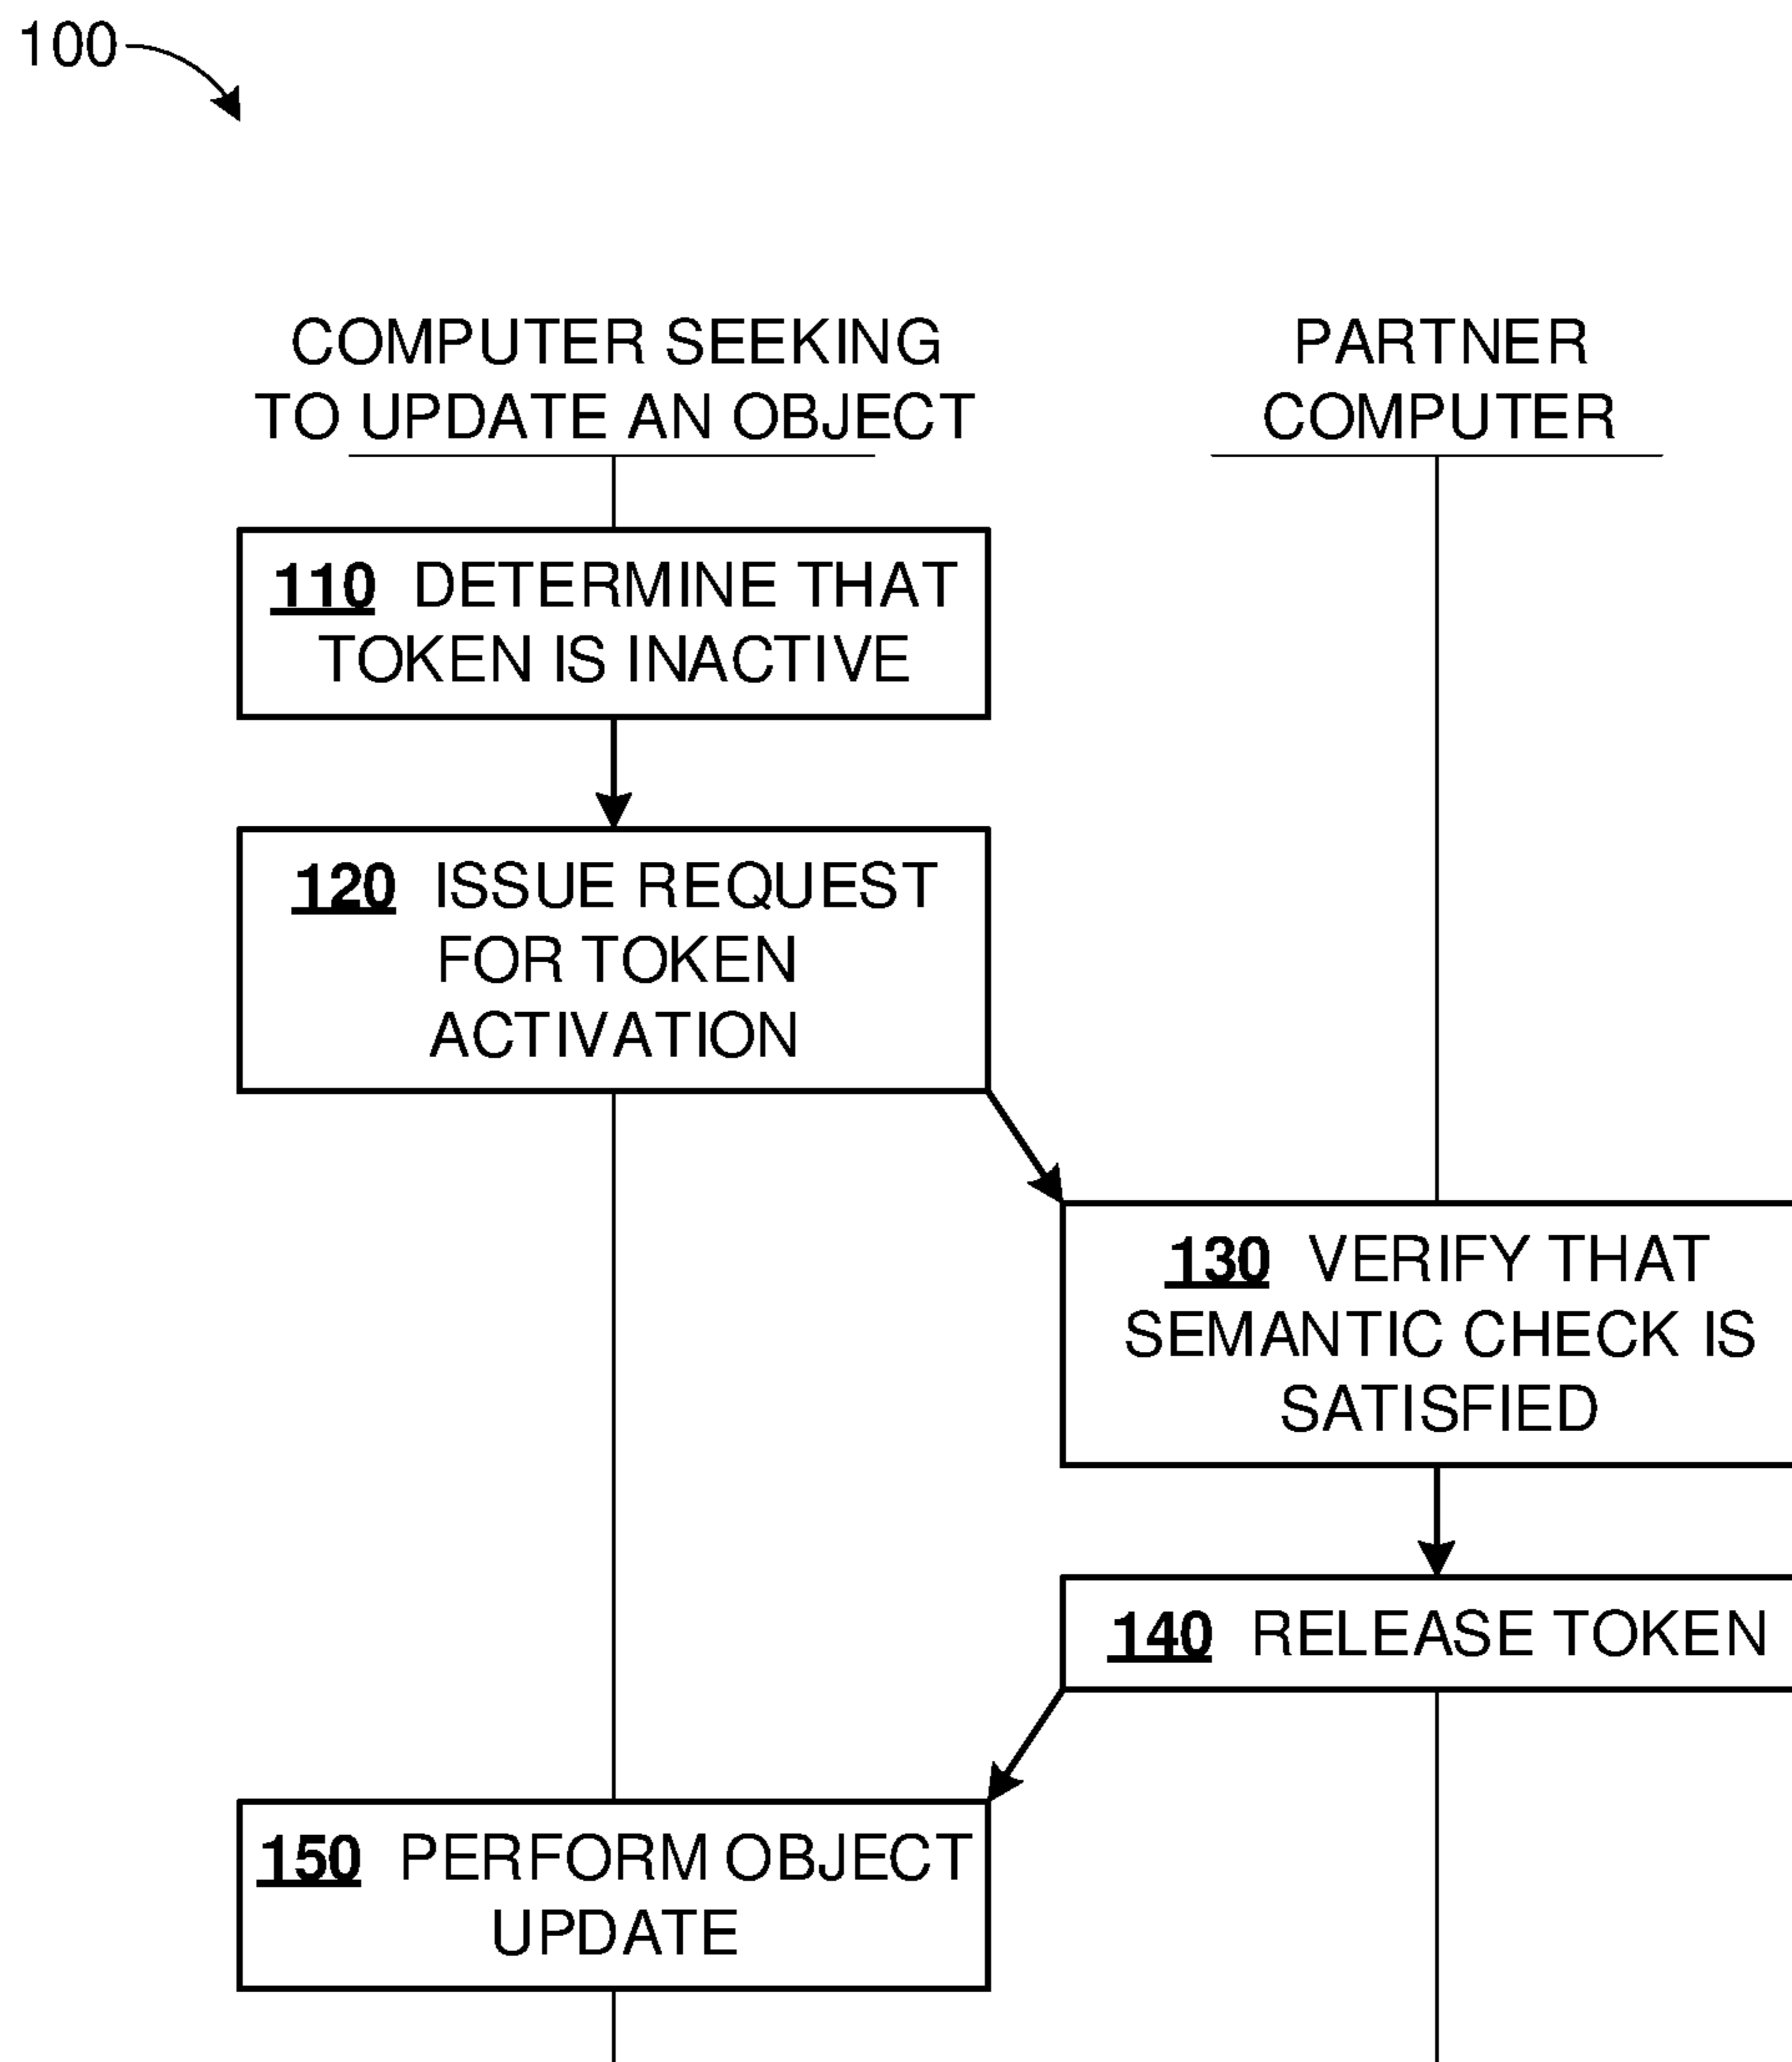 100
COMPUTER SEEKING
TO UPDATE AN OBJECT
PARTNER
COMPUTER
110 DETERMINE THAT
TOKEN IS INACTIVE
120 ISSUE REQUEST
FOR TOKEN
ACTIVATION
130 VERIFY THAT
SEMANTIC CHECK IS
SATISFIED
140 RELEASE TOKEN
150 PERFORM OBJECT
UPDATE